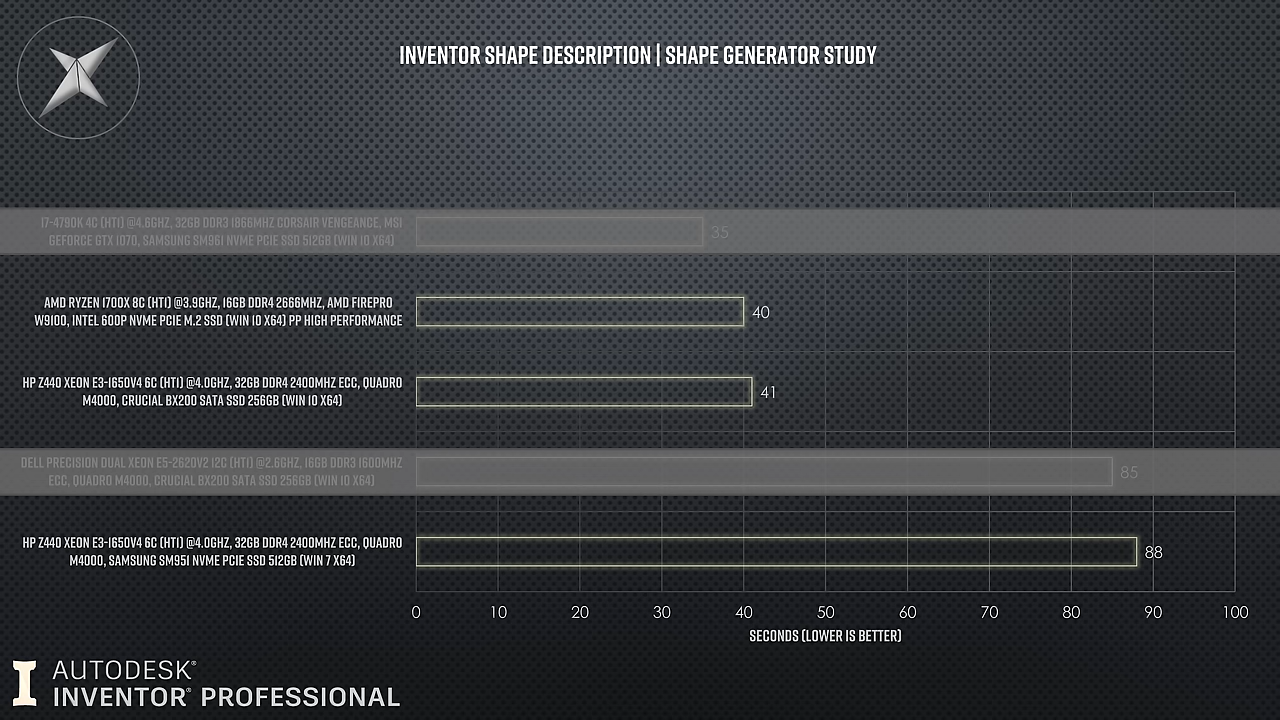 INVENTOR SHAPE DESCRIPTION | SHAPE GENERATOR STUDY
I7-4790K 4C (HT1) @4.6GHZ, 32GB DDR3 1866MHZ CORSAIR VENGEANCE, MSI
GEFORCE GTX 1070, SAMSUNG SM961 NVME PCIE SSD 512GB (WIN 10 X64)
35
AMD RYZEN 1700X 8C (HT1) @3.9GHZ, 16GB DDR4 2666MHZ, AMD FIREPRO
W9100, INTEL 600P NVME PCIE M.2 SSD (WIN 10 X64) PP HIGH PERFORMANCE
40
HP Z440 XEON E3-1650V4 6C (HT1) @4.0GHZ, 32GB DDR4 2400MHZ ECC, QUADRO
M4000, CRUCIAL BX200 SATA SSD 256GB (WIN 10 X64)
41
DELL PRECISION DUAL XEON E5-2620V2 12C (HT1) @2.6GHZ, 16GB DDR3 1600MHZ
ECC, QUADRO M4000, CRUCIAL BX200 SATA SSD 256GB (WIN 10 X64)
85
HP Z440 XEON E3-1650V4 6C (HT1) @4.0GHZ, 32GB DDR4 2400MHZ ECC, QUADRO
M4000, SAMSUNG SM951 NVME PCIE SSD 512GB (WIN 7 X64)
88
0 10 20 30 40 50 60 70 80 90 100
SECONDS (LOWER IS BETTER)
AUTODESK®
INVENTOR® PROFESSIONAL